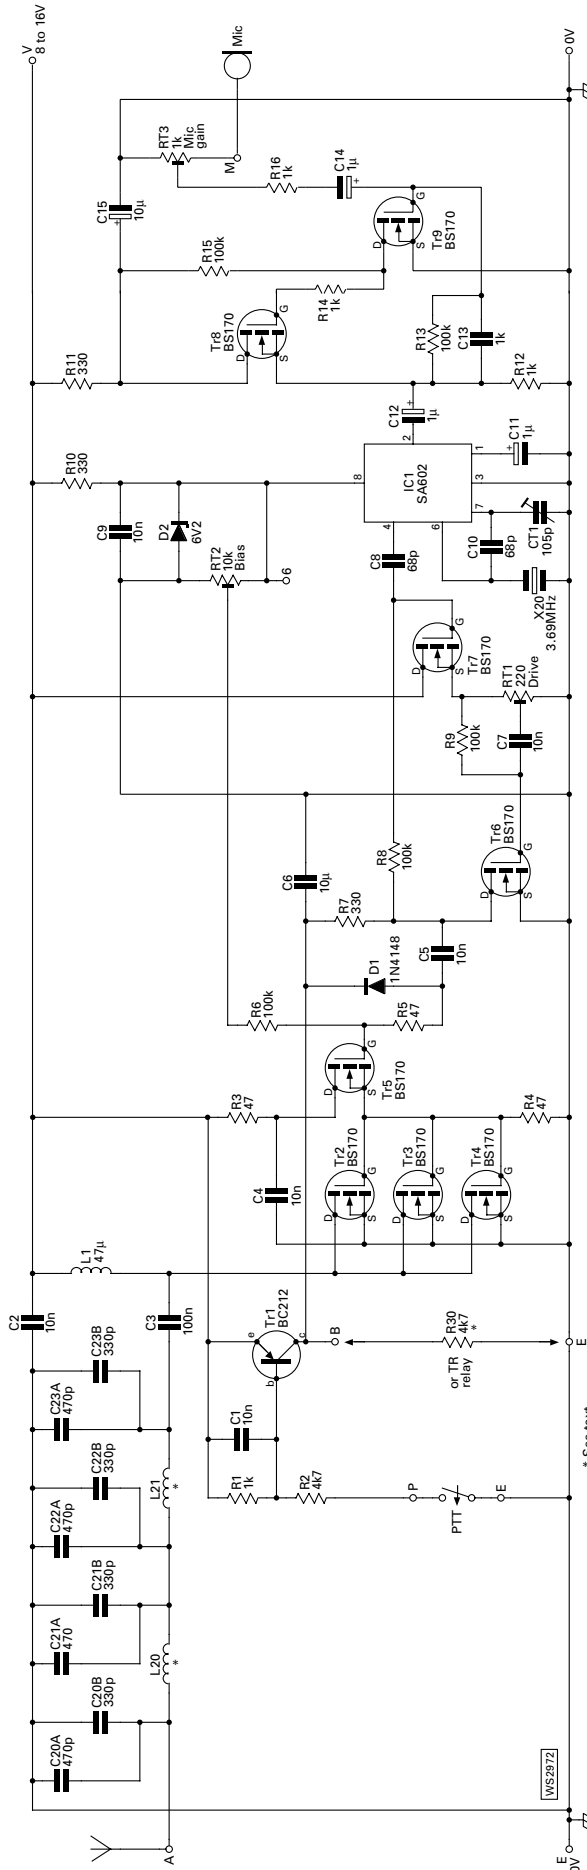 V
8 to 16V
Mic
0V
RT3
1k
Mic
gain
M
C15
10µ
+
R16
1k
C14
1µ
+
R15
100k
D
G
S
Tr9
BS170
R14
1k
Tr8
BS170
D
G
S
R13
100k
C13
1k
R11
330
R12
1k
C12
1µ
+
R10
330
2
IC1
SA602
8
4
6
7
3
1
C11
1µ
+
C9
10n
D2
6V2
RT2
10k
Bias
6
C8
68p
C10
68p
CT1
105p
X20
3.69MHz
D
G
S
Tr7
BS170
RT1
220
Drive
R9
100k
C7
10n
R8
100k
Tr6
BS170
D
G
S
C6
10µ
R7
330
C5
10n
D1
1N4148
R6
100k
R5
47
R3
47
D
G
S
Tr5
BS170
C4
10n
Tr2
BS170
D
G
S
Tr3
BS170
D
G
S
Tr4
BS170
D
G
S
R4
47
L1
47µ
C2
10n
C3
100n
Tr1
BC212
e
b
c
B
R30
4k7
*
or TR
relay
E
C1
10n
R1
1k
R2
4k7
P
PTT
E
C23B
330p
C23A
470p
C22B
330p
C22A
470p
C21B
330p
C21A
470
C20B
330p
C20A
470p
L21
*
L20
*
A
WS2972
E
0V
* See text